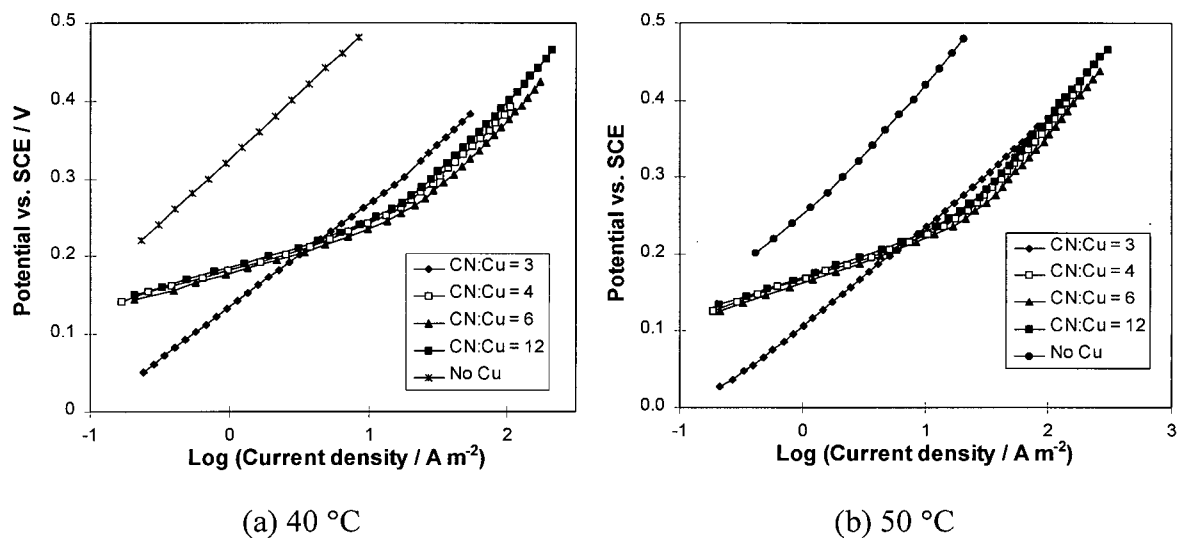 0.5
0.4
0.3
0.2
0.1
0
-1
0
1
2
Potential vs. SCE / V
Log (Current density / A m⁻²)
CN:Cu = 3
CN:Cu = 4
CN:Cu = 6
CN:Cu = 12
No Cu
(a) 40 °C
0.5
0.4
0.3
0.2
0.1
0.0
-1
0
1
2
3
Potential vs. SCE
Log (Current density / A m⁻²)
CN:Cu = 3
CN:Cu = 4
CN:Cu = 6
CN:Cu = 12
No Cu
(b) 50 °C